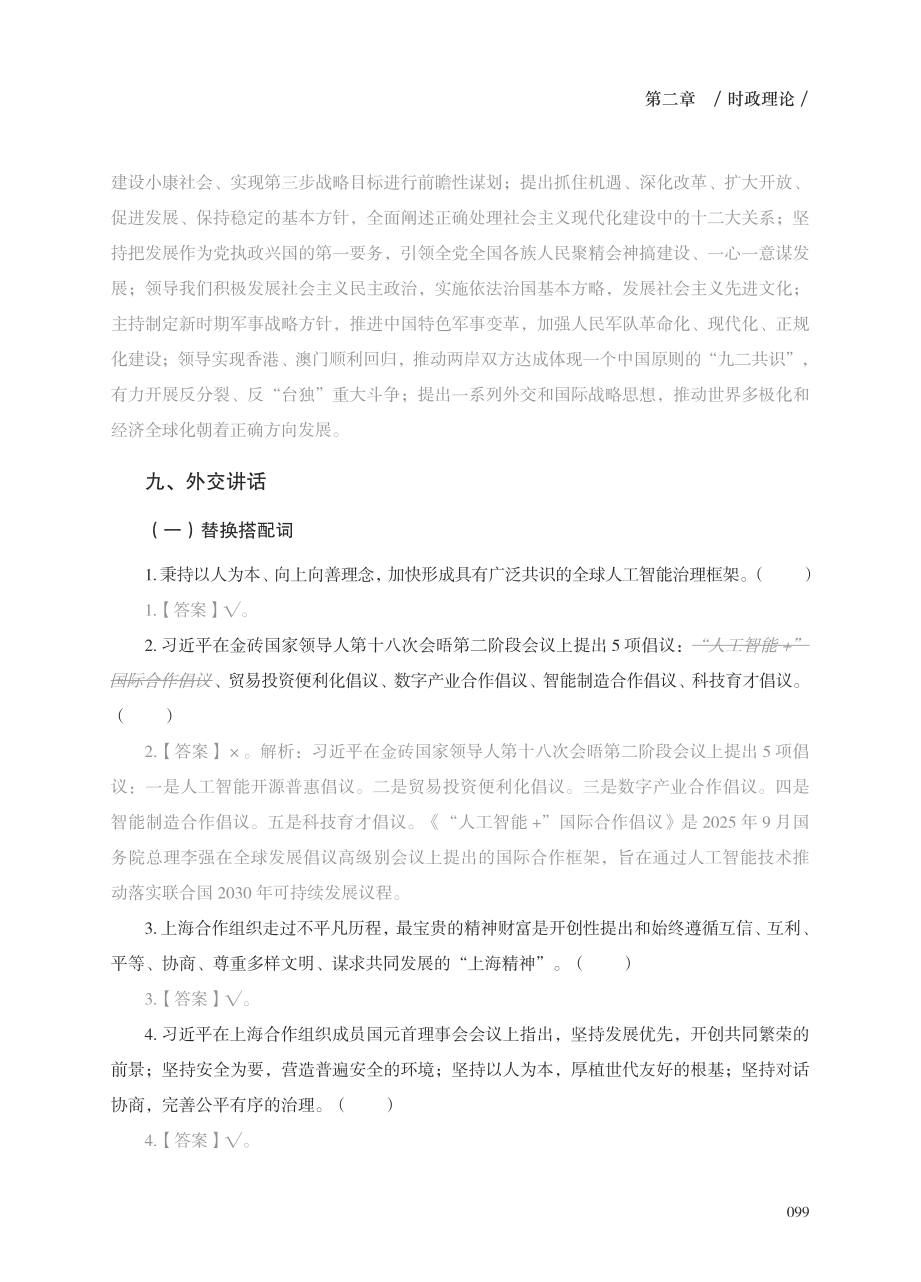 第二章 / 时政理论 /
建设小康社会、实现第三步战略目标进行前瞻性谋划；提出抓住机遇、深化改革、扩大开放、
促进发展、保持稳定的基本方针，全面阐述正确处理社会主义现代化建设中的十二大关系；坚
持把发展作为党执政兴国的第一要务，引领全党全国各族人民聚精会神搞建设、一心一意谋发
展；领导我们积极发展社会主义民主政治，实施依法治国基本方略，发展社会主义先进文化；
主持制定新时期军事战略方针，推进中国特色军事变革，加强人民军队革命化、现代化、正规
化建设；领导实现香港、澳门顺利回归，推动两岸双方达成体现一个中国原则的“九二共识”，
有力开展反分裂、反“台独”重大斗争；提出一系列外交和国际战略思想，推动世界多极化和
经济全球化朝着正确方向发展。
九、外交讲话
（一）替换搭配词
1. 秉持以人为本、向上向善理念，加快形成具有广泛共识的全球人工智能治理框架。（　　）
1.【答案】√。
2. 习近平在金砖国家领导人第十八次会晤第二阶段会议上提出 5 项倡议：“人工智能 +”
国际合作倡议、贸易投资便利化倡议、数字产业合作倡议、智能制造合作倡议、科技育才倡议。
（　　）
2.【答案】×。解析：习近平在金砖国家领导人第十八次会晤第二阶段会议上提出 5 项倡
议：一是人工智能开源普惠倡议。二是贸易投资便利化倡议。三是数字产业合作倡议。四是
智能制造合作倡议。五是科技育才倡议。《“人工智能 +”国际合作倡议》是 2025 年 9 月国
务院总理李强在全球发展倡议高级别会议上提出的国际合作框架，旨在通过人工智能技术推
动落实联合国 2030 年可持续发展议程。
3. 上海合作组织走过不平凡历程，最宝贵的精神财富是开创性提出和始终遵循互信、互利、
平等、协商、尊重多样文明、谋求共同发展的“上海精神”。（　　）
3.【答案】√。
4. 习近平在上海合作组织成员国元首理事会会议上指出，坚持发展优先，开创共同繁荣的
前景；坚持安全为要，营造普遍安全的环境；坚持以人为本，厚植世代友好的根基；坚持对话
协商，完善公平有序的治理。（　　）
4.【答案】√。
099